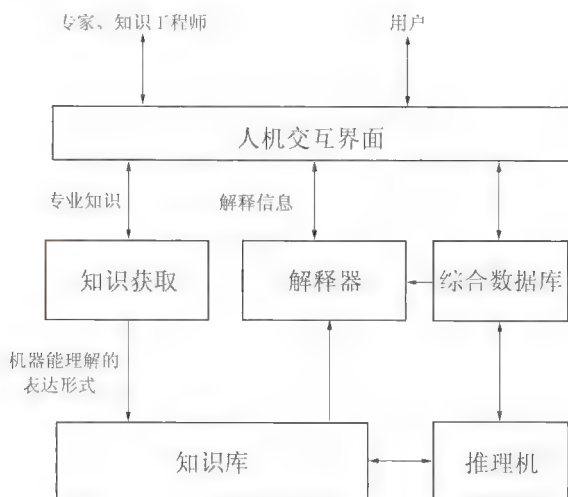 专家、知识工程师
用户
人机交互界面
专业知识
解释信息
知识获取
解释器
综合数据库
机器能理解的
表达形式
知识库
推理机